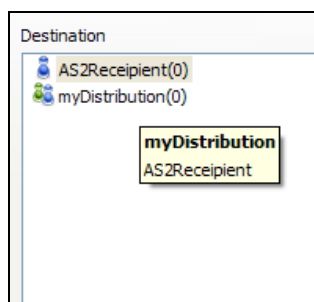 Destination
AS2Receipient(0)
myDistribution(0)
myDistribution
AS2Receipient